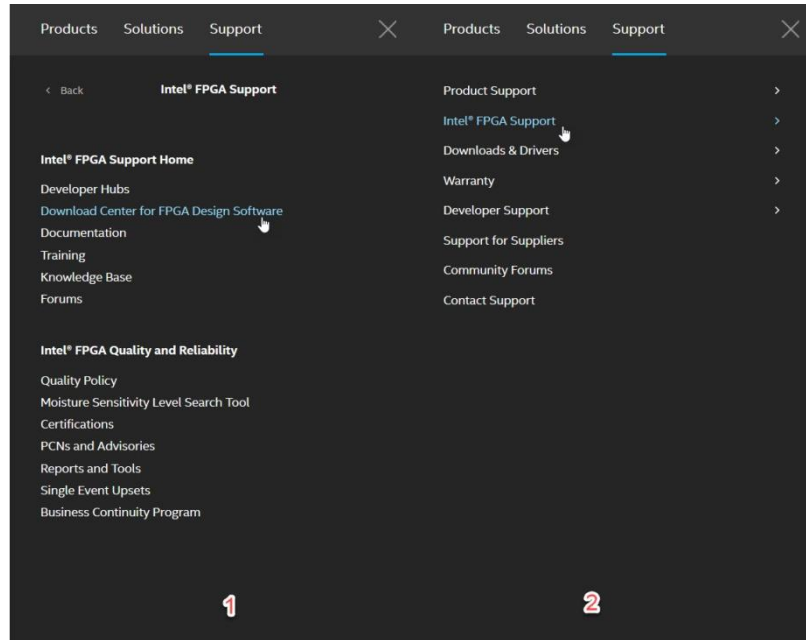 Products Solutions Support
‹ Back Intel® FPGA Support
Intel® FPGA Support Home
Developer Hubs
Download Center for FPGA Design Software
Documentation
Training
Knowledge Base
Forums
Intel® FPGA Quality and Reliability
Quality Policy
Moisture Sensitivity Level Search Tool
Certifications
PCNs and Advisories
Reports and Tools
Single Event Upsets
Business Continuity Program
1
Products Solutions Support
Product Support
Intel® FPGA Support
Downloads & Drivers
Warranty
Developer Support
Support for Suppliers
Community Forums
Contact Support
2